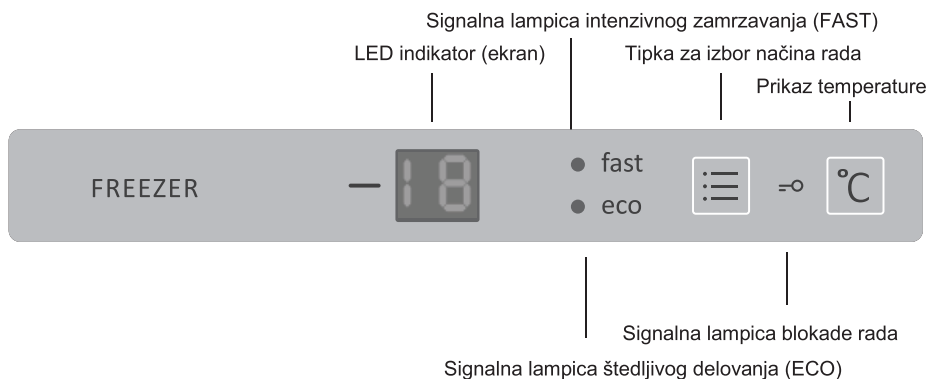 Signalna lampica intenzivnog zamrzavanja (FAST)
LED indikator (ekran)
Tipka za izbor načina rada
Prikaz temperature
FREEZER
-18
fast
eco
°C
Signalna lampica blokade rada
Signalna lampica štedljivog delovanja (ECO)